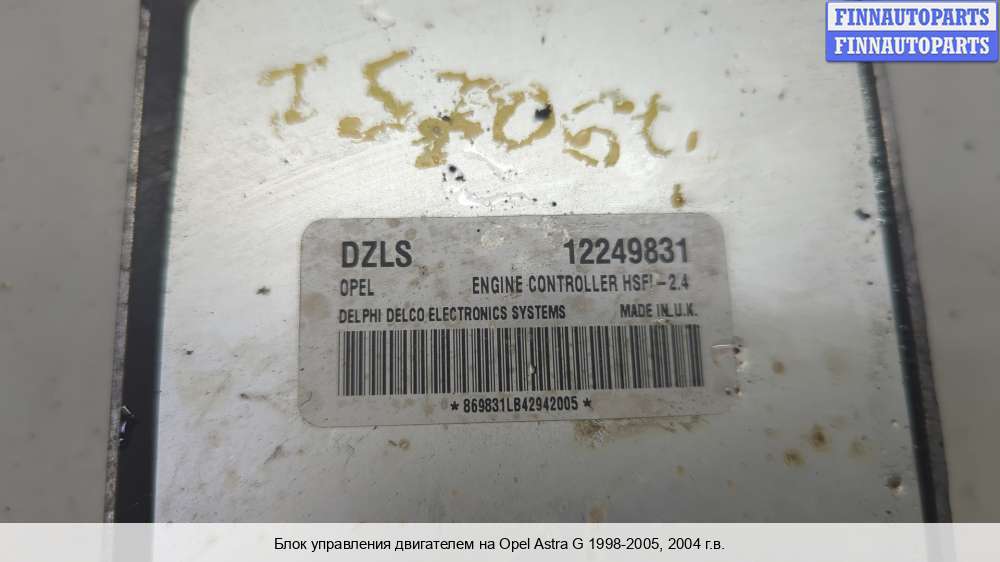 FINNAUTOPARTS
FINNAUTOPARTS
DZLS 12249831
OPEL ENGINE CONTROLLER HSFI-2.4
DELPHI DELCO ELECTRONICS SYSTEMS MADE IN U.K.
*869831LB42942005*
Блок управления двигателем на Opel Astra G 1998-2005, 2004 г.в.